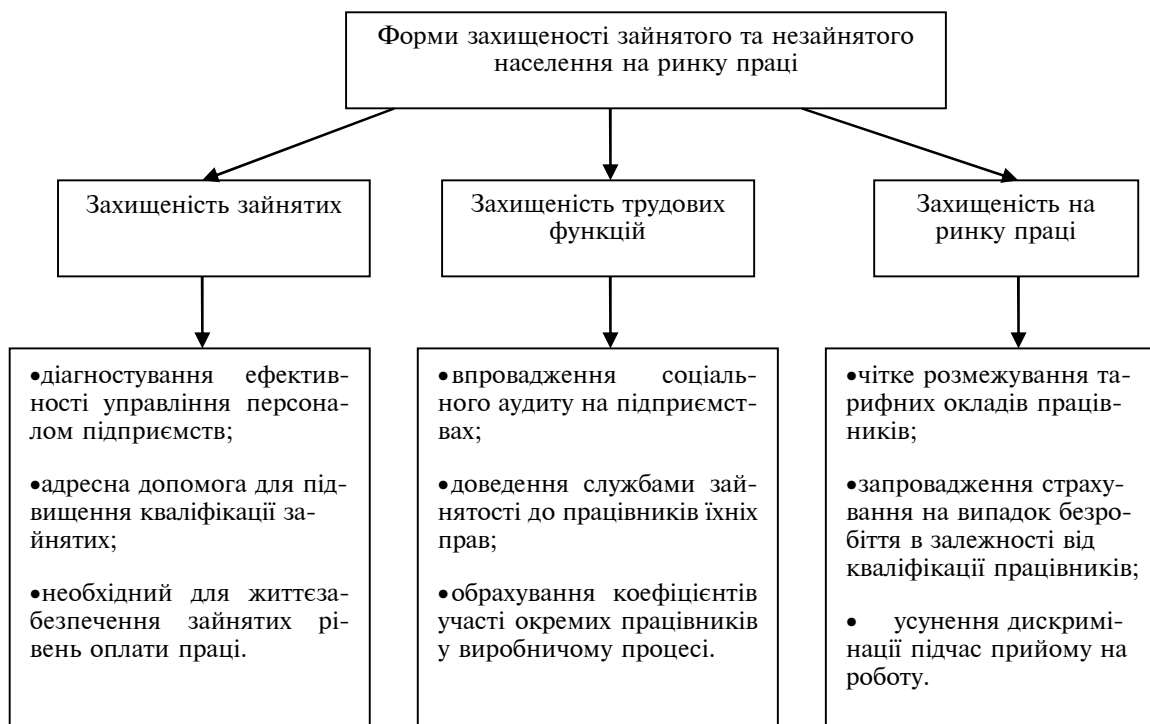 Форми захищеності зайнятого та незайнятого
населення на ринку праці
Захищеність зайнятих
Захищеність трудових
функцій
Захищеність на
ринку праці
•діагностування ефектив-
ності управління персона-
лом підприємств;
•адресна допомога для під-
вищення кваліфікації за-
йнятих;
•необхідний для життєза-
безпечення зайнятих рі-
вень оплати праці.
•впровадження соціаль-
ного аудиту на підприємст-
вах;
•доведення службами зай-
нятості до працівників їхніх
прав;
•обрахування коефіцієнтів
участі окремих працівників
у виробничому процесі.
•чітке розмежування та-
рифних окладів праців-
ників;
•запровадження страху-
вання на випадок безро-
біття в залежності від
кваліфікації працівників;
• усунення дискримі-
нації підчас прийому на
роботу.